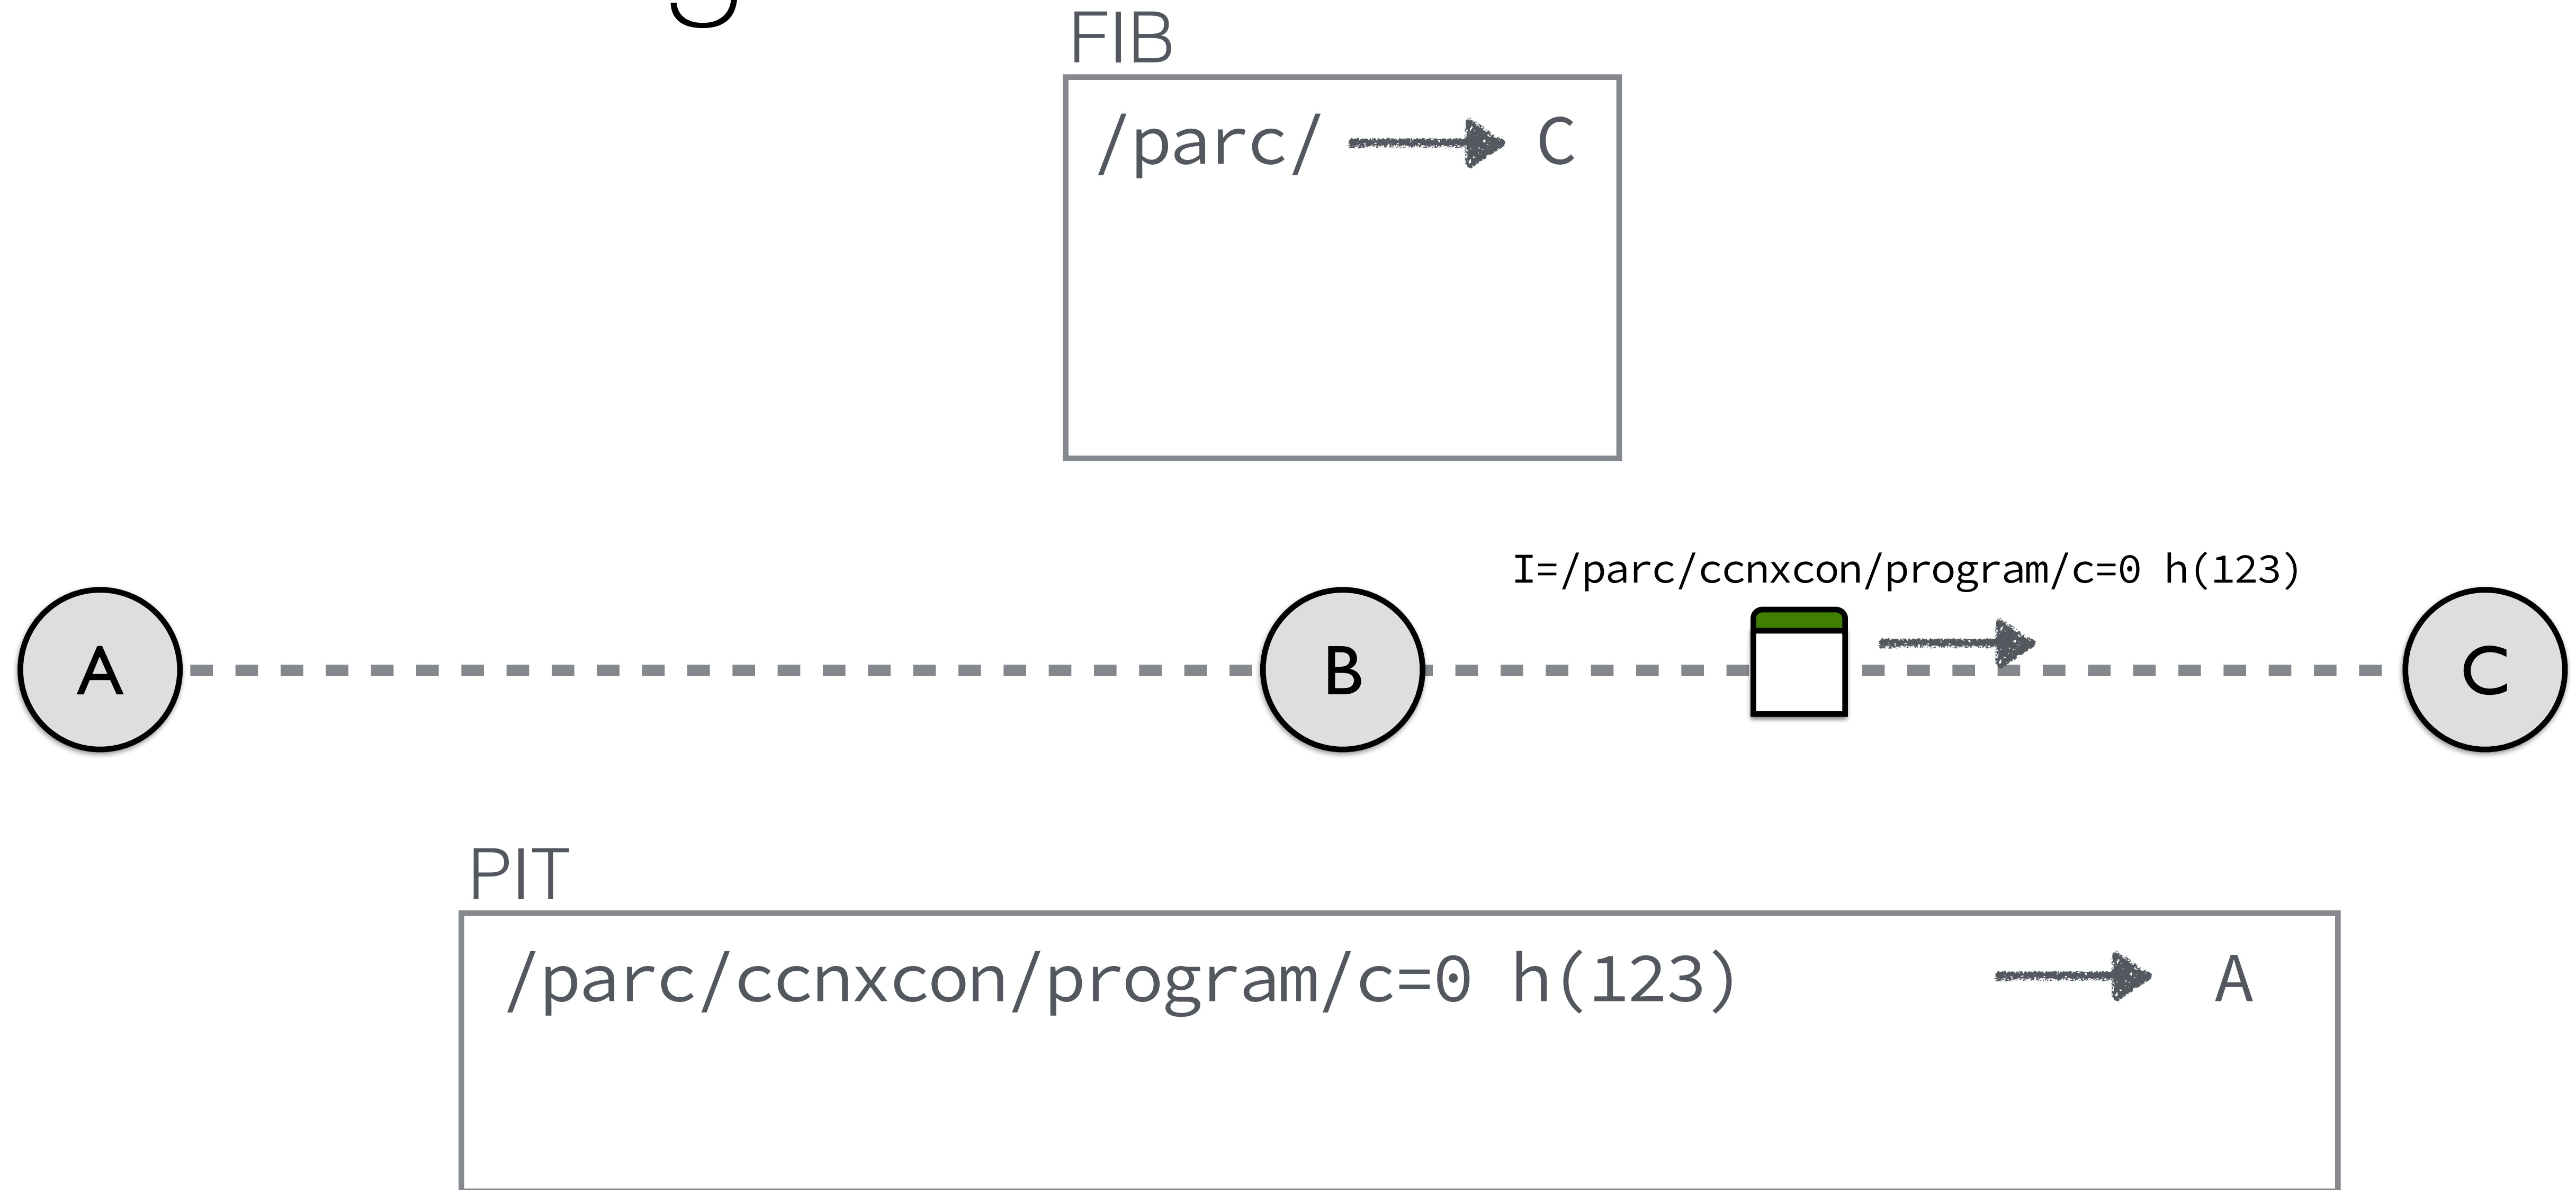 FIB
/parc/ C
I=/parc/ccnxcon/program/c=0 h(123)
A
B
C
PIT
/parc/ccnxcon/program/c=0 h(123) A